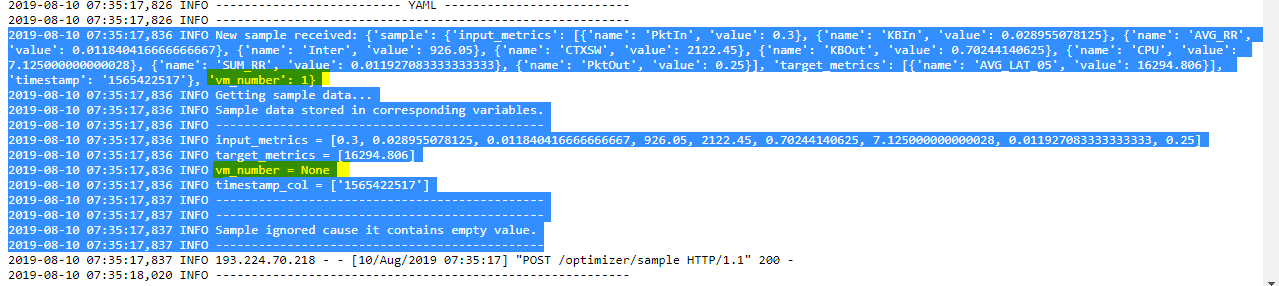 2019-08-10 07:35:17,826 INFO -------------------------- YAML --------------------------
2019-08-10 07:35:17,826 INFO ----------------------------------------------------------
2019-08-10 07:35:17,836 INFO New sample received: {'sample': {'input_metrics': [{'name': 'PktIn', 'value': 0.3}, {'name': 'KBIn', 'value': 0.028955078125}, {'name': 'AVG_RR',
'value': 0.011840416666666667}, {'name': 'Inter', 'value': 926.05}, {'name': 'CTXSW', 'value': 2122.45}, {'name': 'KBOut', 'value': 0.70244140625}, {'name': 'CPU', 'value':
7.125000000000028}, {'name': 'SUM_RR', 'value': 0.011927083333333333}, {'name': 'PktOut', 'value': 0.25}], 'target_metrics': [{'name': 'AVG_LAT_05', 'value': 16294.806}],
'timestamp': '1565422517'}, 'vm_number': 1}
2019-08-10 07:35:17,836 INFO Getting sample data...
2019-08-10 07:35:17,836 INFO Sample data stored in corresponding variables.
2019-08-10 07:35:17,836 INFO ----------------------------------------------
2019-08-10 07:35:17,836 INFO input_metrics = [0.3, 0.028955078125, 0.011840416666666667, 926.05, 2122.45, 0.70244140625, 7.125000000000028, 0.011927083333333333, 0.25]
2019-08-10 07:35:17,836 INFO target_metrics = [16294.806]
2019-08-10 07:35:17,836 INFO vm_number = None
2019-08-10 07:35:17,836 INFO timestamp_col = ['1565422517']
2019-08-10 07:35:17,837 INFO ----------------------------------------------
2019-08-10 07:35:17,837 INFO ----------------------------------------------
2019-08-10 07:35:17,837 INFO Sample ignored cause it contains empty value.
2019-08-10 07:35:17,837 INFO ----------------------------------------------
2019-08-10 07:35:17,837 INFO 193.224.70.218 - - [10/Aug/2019 07:35:17] "POST /optimizer/sample HTTP/1.1" 200 -
2019-08-10 07:35:18,020 INFO ----------------------------------------------------------